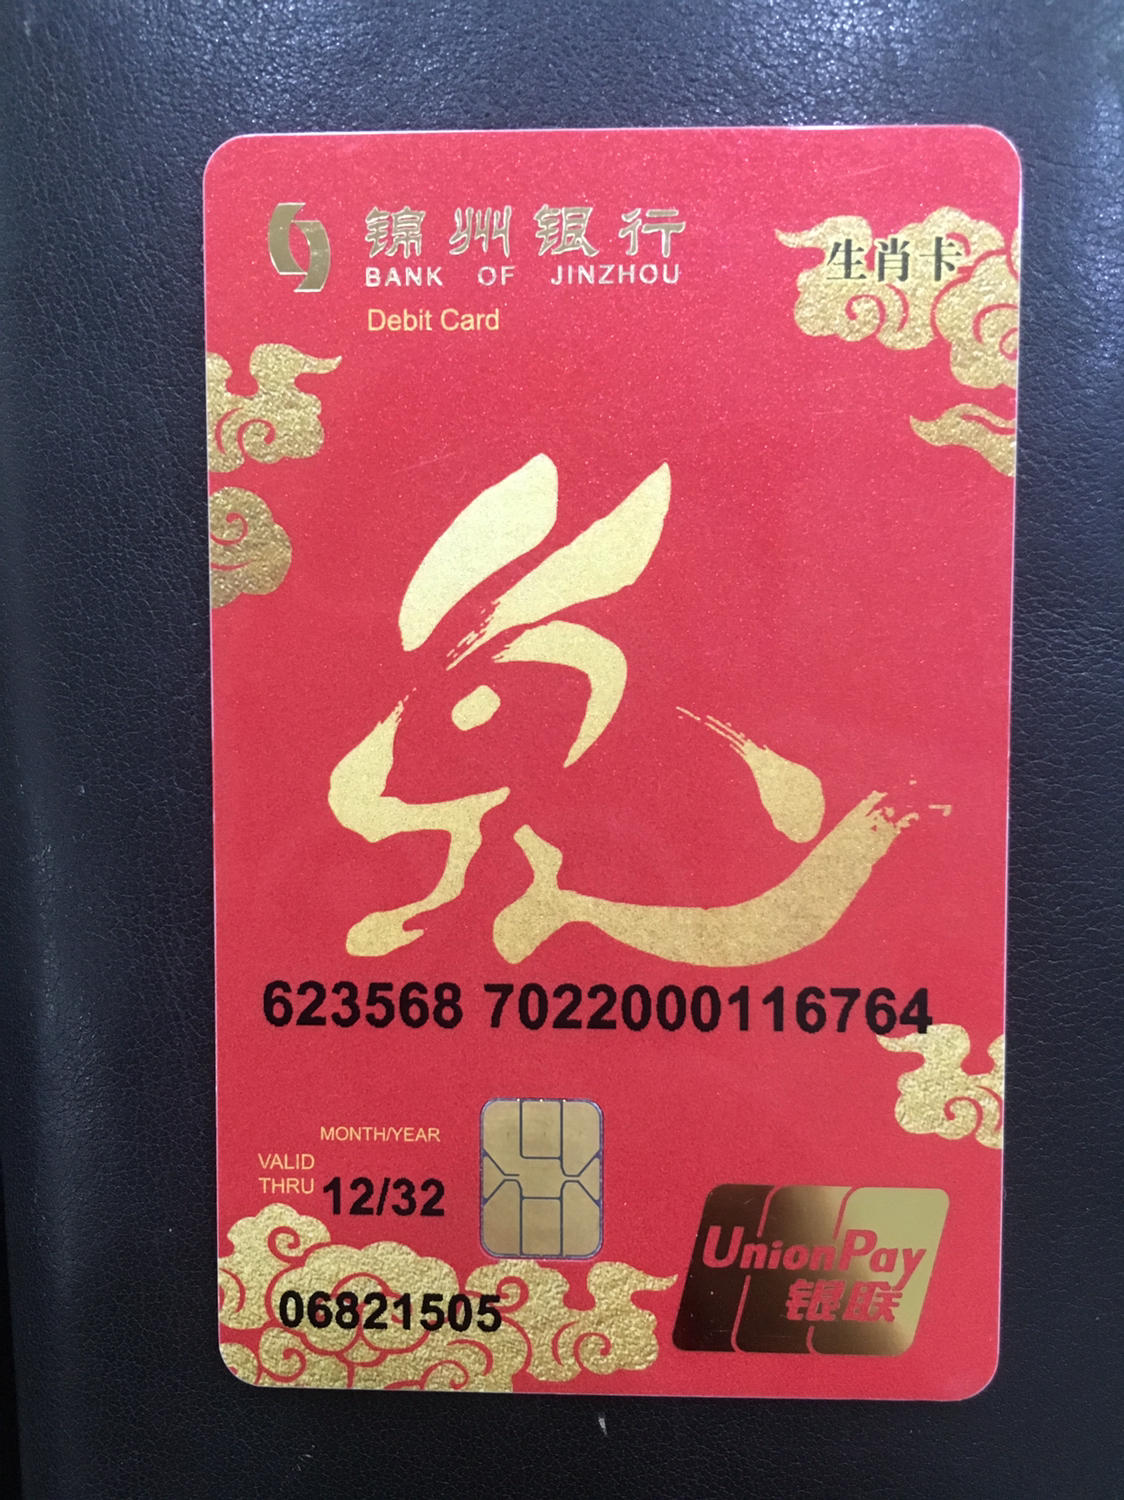 锦州银行
BANK OF JINZHOU
Debit Card
生肖卡
623568 7022000116764
MONTH/YEAR
VALID
THRU 12/32
06821505
UnionPay
银联